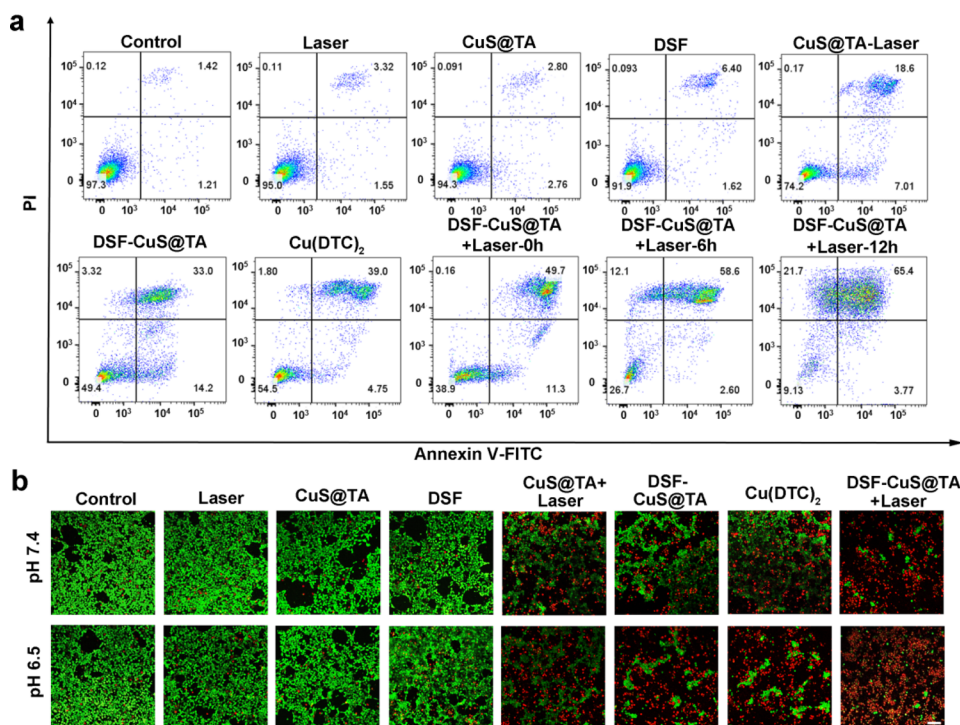 a
Control
Laser
CuS@TA
DSF
CuS@TA-Laser
0.12 1.42
10⁵
10⁴
10³
0
97.3 1.21
0 10³ 10⁴ 10⁵
0.11 3.32
10⁵
10⁴
10³
0
95.0 1.55
0 10³ 10⁴ 10⁵
0.091 2.80
10⁵
10⁴
10³
0
94.3 2.76
0 10³ 10⁴ 10⁵
0.093 6.40
10⁵
10⁴
10³
0
91.9 1.62
0 10³ 10⁴ 10⁵
0.17 18.6
10⁵
10⁴
10³
0
74.2 7.01
0 10³ 10⁴ 10⁵
PI
DSF-CuS@TA
Cu(DTC)₂
DSF-CuS@TA
+Laser-0h
DSF-CuS@TA
+Laser-6h
DSF-CuS@TA
+Laser-12h
3.32 33.0
10⁵
10⁴
10³
0
49.4 14.2
0 10³ 10⁴ 10⁵
1.80 39.0
10⁵
10⁴
10³
0
54.5 4.75
0 10³ 10⁴ 10⁵
0.16 49.7
10⁵
10⁴
10³
0
38.9 11.3
0 10³ 10⁴ 10⁵
12.1 58.6
10⁵
10⁴
10³
0
26.7 2.60
0 10³ 10⁴ 10⁵
21.7 65.4
10⁵
10⁴
10³
0
9.13 3.77
0 10³ 10⁴ 10⁵
Annexin V-FITC
b
Control
Laser
CuS@TA
DSF
CuS@TA+
Laser
DSF-
CuS@TA
Cu(DTC)₂
DSF-CuS@TA
+Laser
pH 7.4
pH 6.5